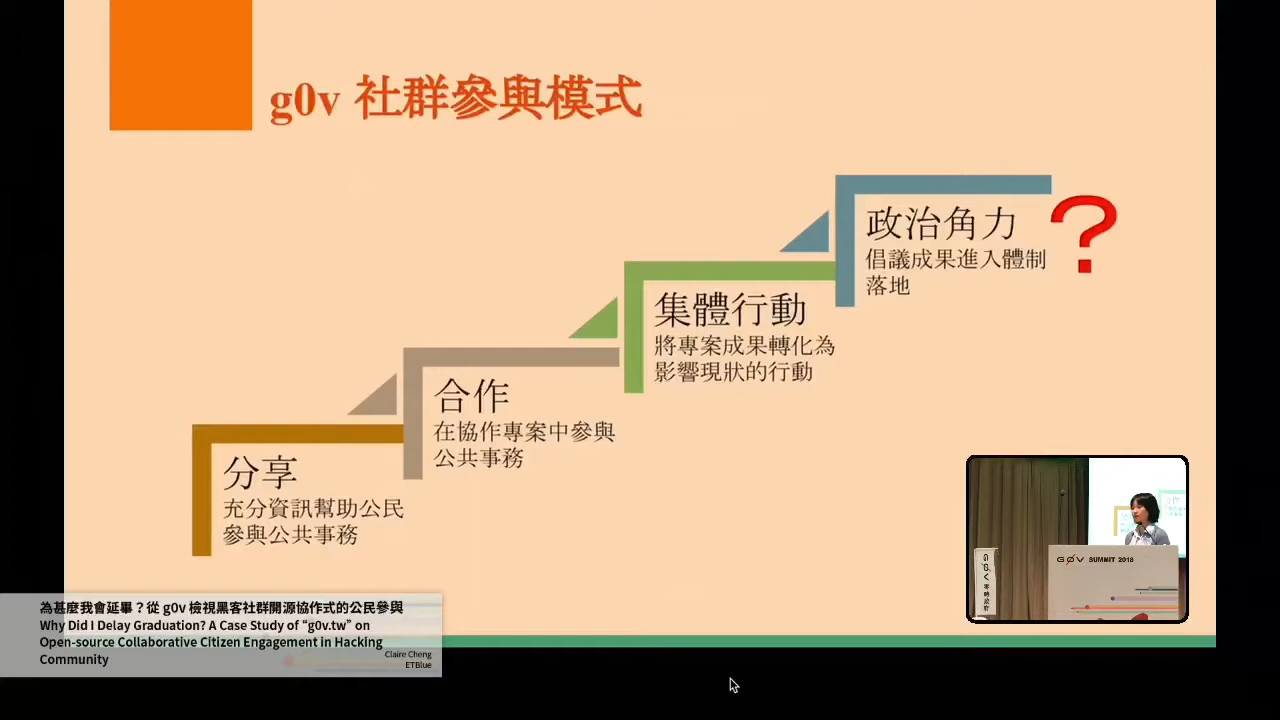 g0v 社群參與模式
政治角力
倡議成果進入體制
落地
?
集體行動
將專案成果轉化為
影響現狀的行動
合作
在協作專案中參與
公共事務
分享
充分資訊幫助公民
參與公共事務
G0V SUMMIT 2018
G0V 零時政府
為甚麼我會延畢？從 g0v 檢視黑客社群開源協作式的公民參與
Why Did I Delay Graduation? A Case Study of “g0v.tw” on
Open-source Collaborative Citizen Engagement in Hacking
Community
Claire Cheng
ETBlue